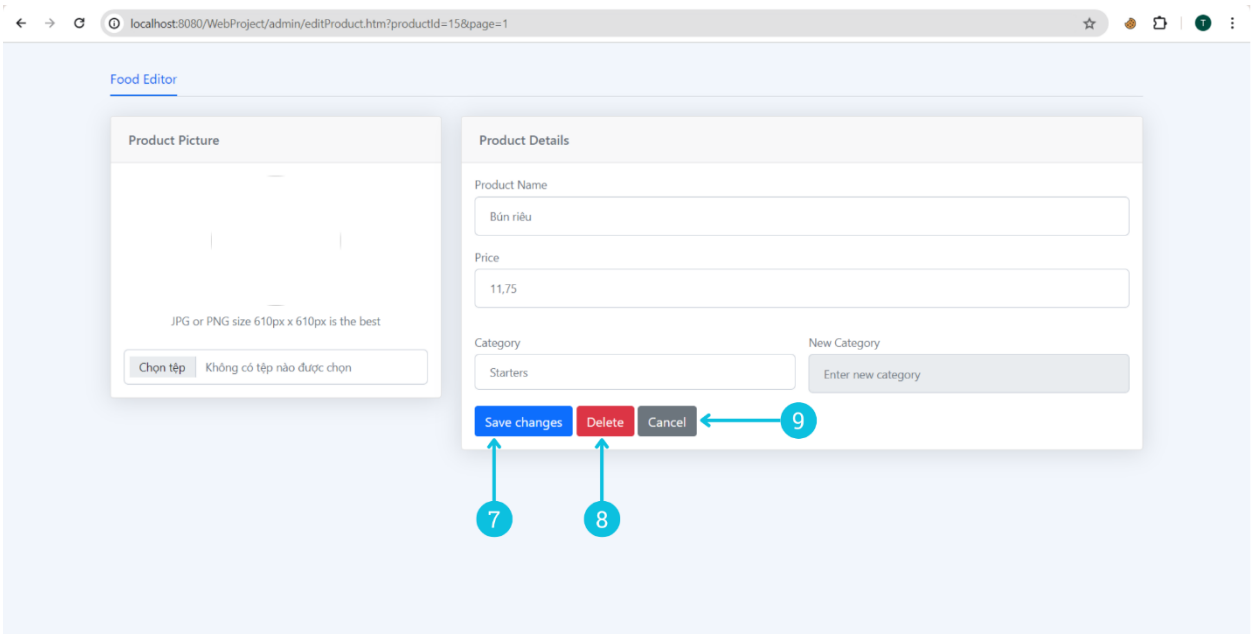 localhost:8080/WebProject/admin/editProduct.htm?productId=15&page=1
T
Food Editor
Product Picture
JPG or PNG size 610px x 610px is the best
Chọn tệp Không có tệp nào được chọn
Product Details
Product Name
Bún riêu
Price
11,75
Category New Category
Starters Enter new category
Save changes Delete Cancel 9
7 8